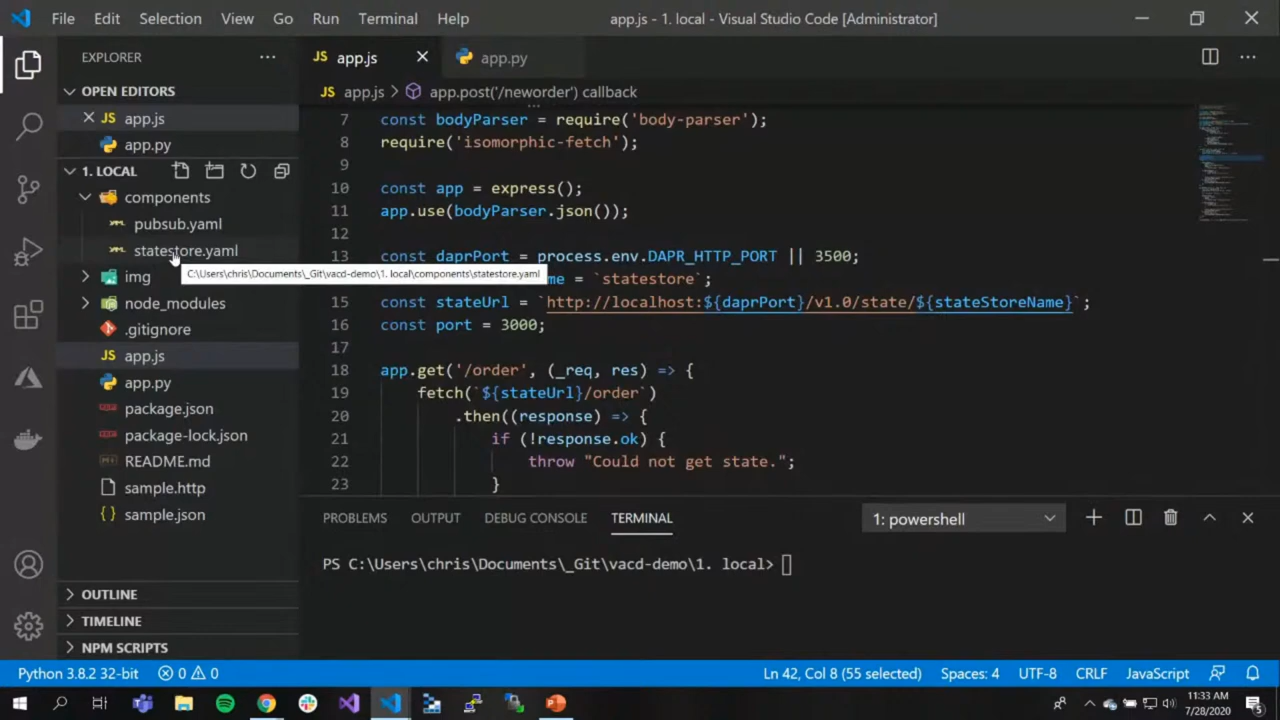 File Edit Selection View Go Run Terminal Help app.js - 1. local - Visual Studio Code [Administrator]
EXPLORER
OPEN EDITORS
JS app.js
app.py
1. LOCAL
components
pubsub.yaml
statestore.yaml
C:\Users\chris\Documents\_Git\vacd-demo\1. local\components\statestore.yaml
img
node_modules
.gitignore
JS app.js
app.py
package.json
package-lock.json
README.md
sample.http
{} sample.json
OUTLINE
TIMELINE
NPM SCRIPTS
JS app.js app.py
JS app.js > app.post('/neworder') callback
7 const bodyParser = require('body-parser');
8 require('isomorphic-fetch');
9
10 const app = express();
11 app.use(bodyParser.json());
12
13 const daprPort = process.env.DAPR_HTTP_PORT || 3500;
me = `statestore`;
15 const stateUrl = `http://localhost:${daprPort}/v1.0/state/${stateStoreName}`;
16 const port = 3000;
17
18 app.get('/order', (_req, res) => {
19 fetch(`${stateUrl}/order`)
20 .then((response) => {
21 if (!response.ok) {
22 throw "Could not get state.";
23 }
PROBLEMS OUTPUT DEBUG CONSOLE TERMINAL 1: powershell
PS C:\Users\chris\Documents\_Git\vacd-demo\1. local>
Python 3.8.2 32-bit 0 0 Ln 42, Col 8 (55 selected) Spaces: 4 UTF-8 CRLF JavaScript
11:33 AM
7/28/2020
5